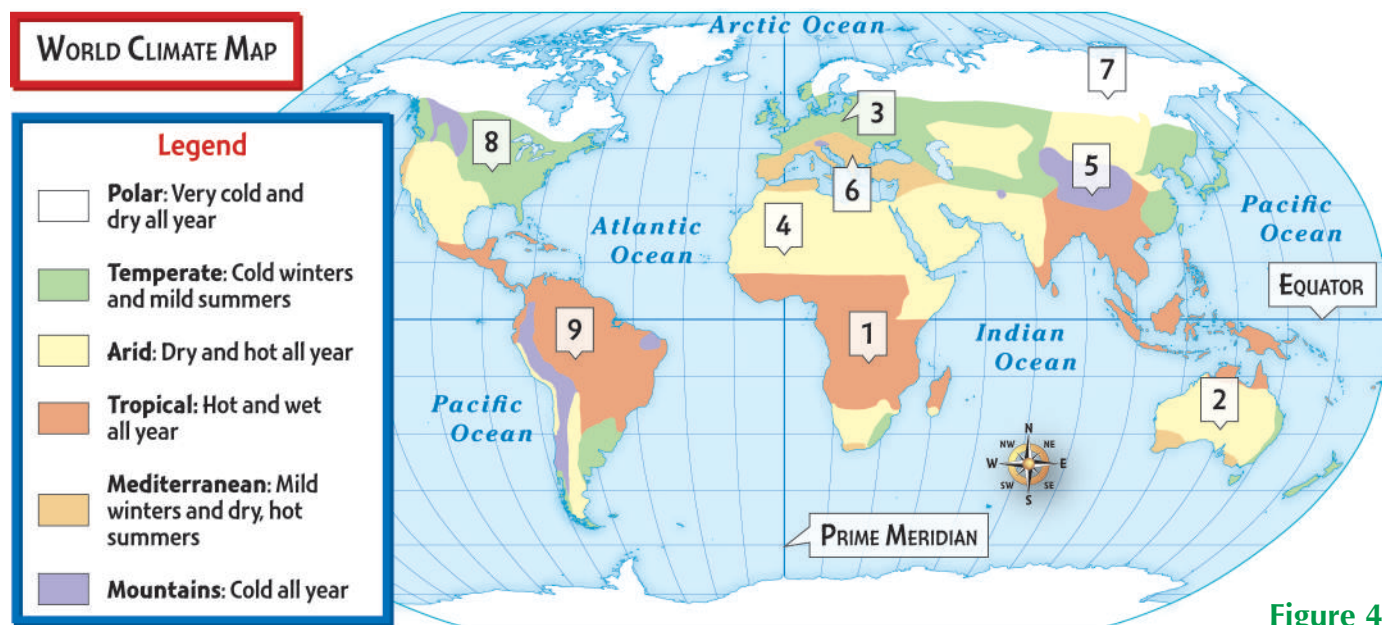 WORLD CLIMATE MAP
Legend
Polar: Very cold and
dry all year
Temperate: Cold winters
and mild summers
Arid: Dry and hot all year
Tropical: Hot and wet
all year
Mediterranean: Mild
winters and dry, hot
summers
Mountains: Cold all year
Arctic Ocean
7
3
8
5
6
4
Atlantic
Ocean
Pacific
Ocean
EQUATOR
9
1
Indian
Ocean
2
Pacific
Ocean
N
NW
NE
W
E
SW
SE
S
PRIME MERIDIAN
Figure 4